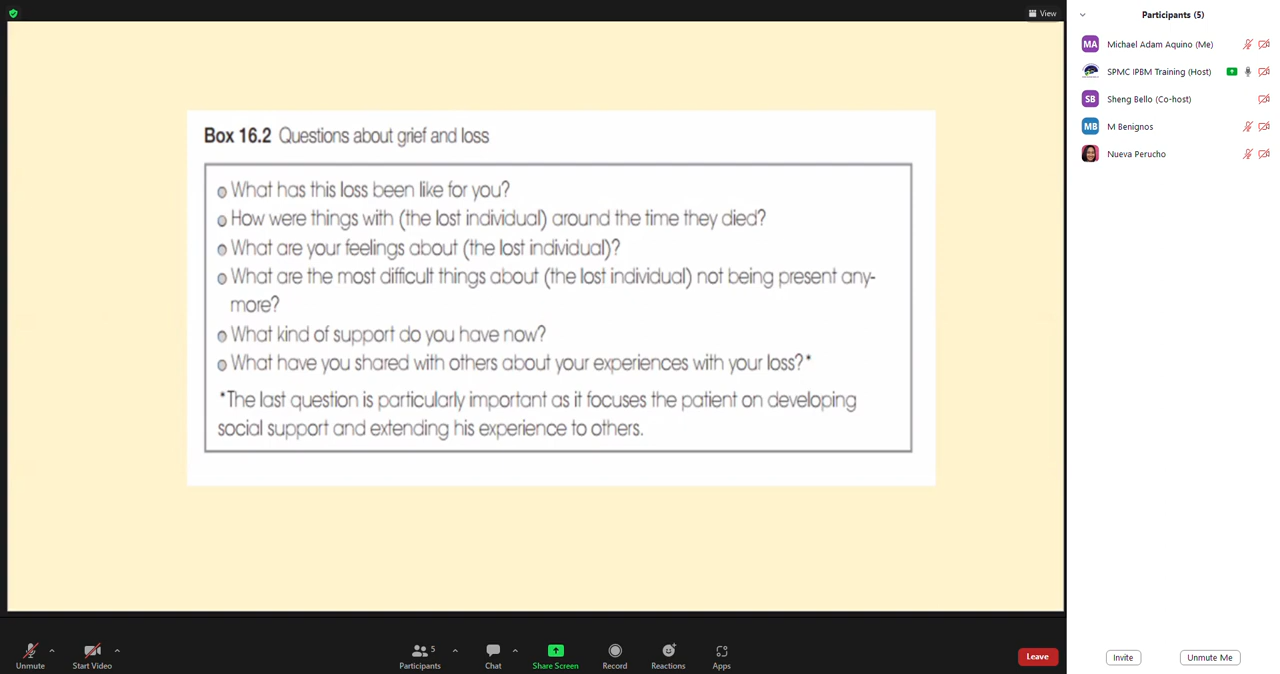 View
Box 16.2 Questions about grief and loss
What has this loss been like for you?
How were things with (the lost individual) around the time they died?
What are your feelings about (the lost individual)?
What are the most difficult things about (the lost individual) not being present any-
more?
What kind of support do you have now?
What have you shared with others about your experiences with your loss?*
*The last question is particularly important as it focuses the patient on developing
social support and extending his experience to others.
Participants (5)
MA Michael Adam Aquino (Me)
SPMC IPBM Training (Host)
SB Sheng Bello (Co-host)
MB M Benignos
Nueva Perucho
Unmute
Start Video
5
Participants
Chat
Share Screen
Record
Reactions
Apps
Leave
Invite
Unmute Me